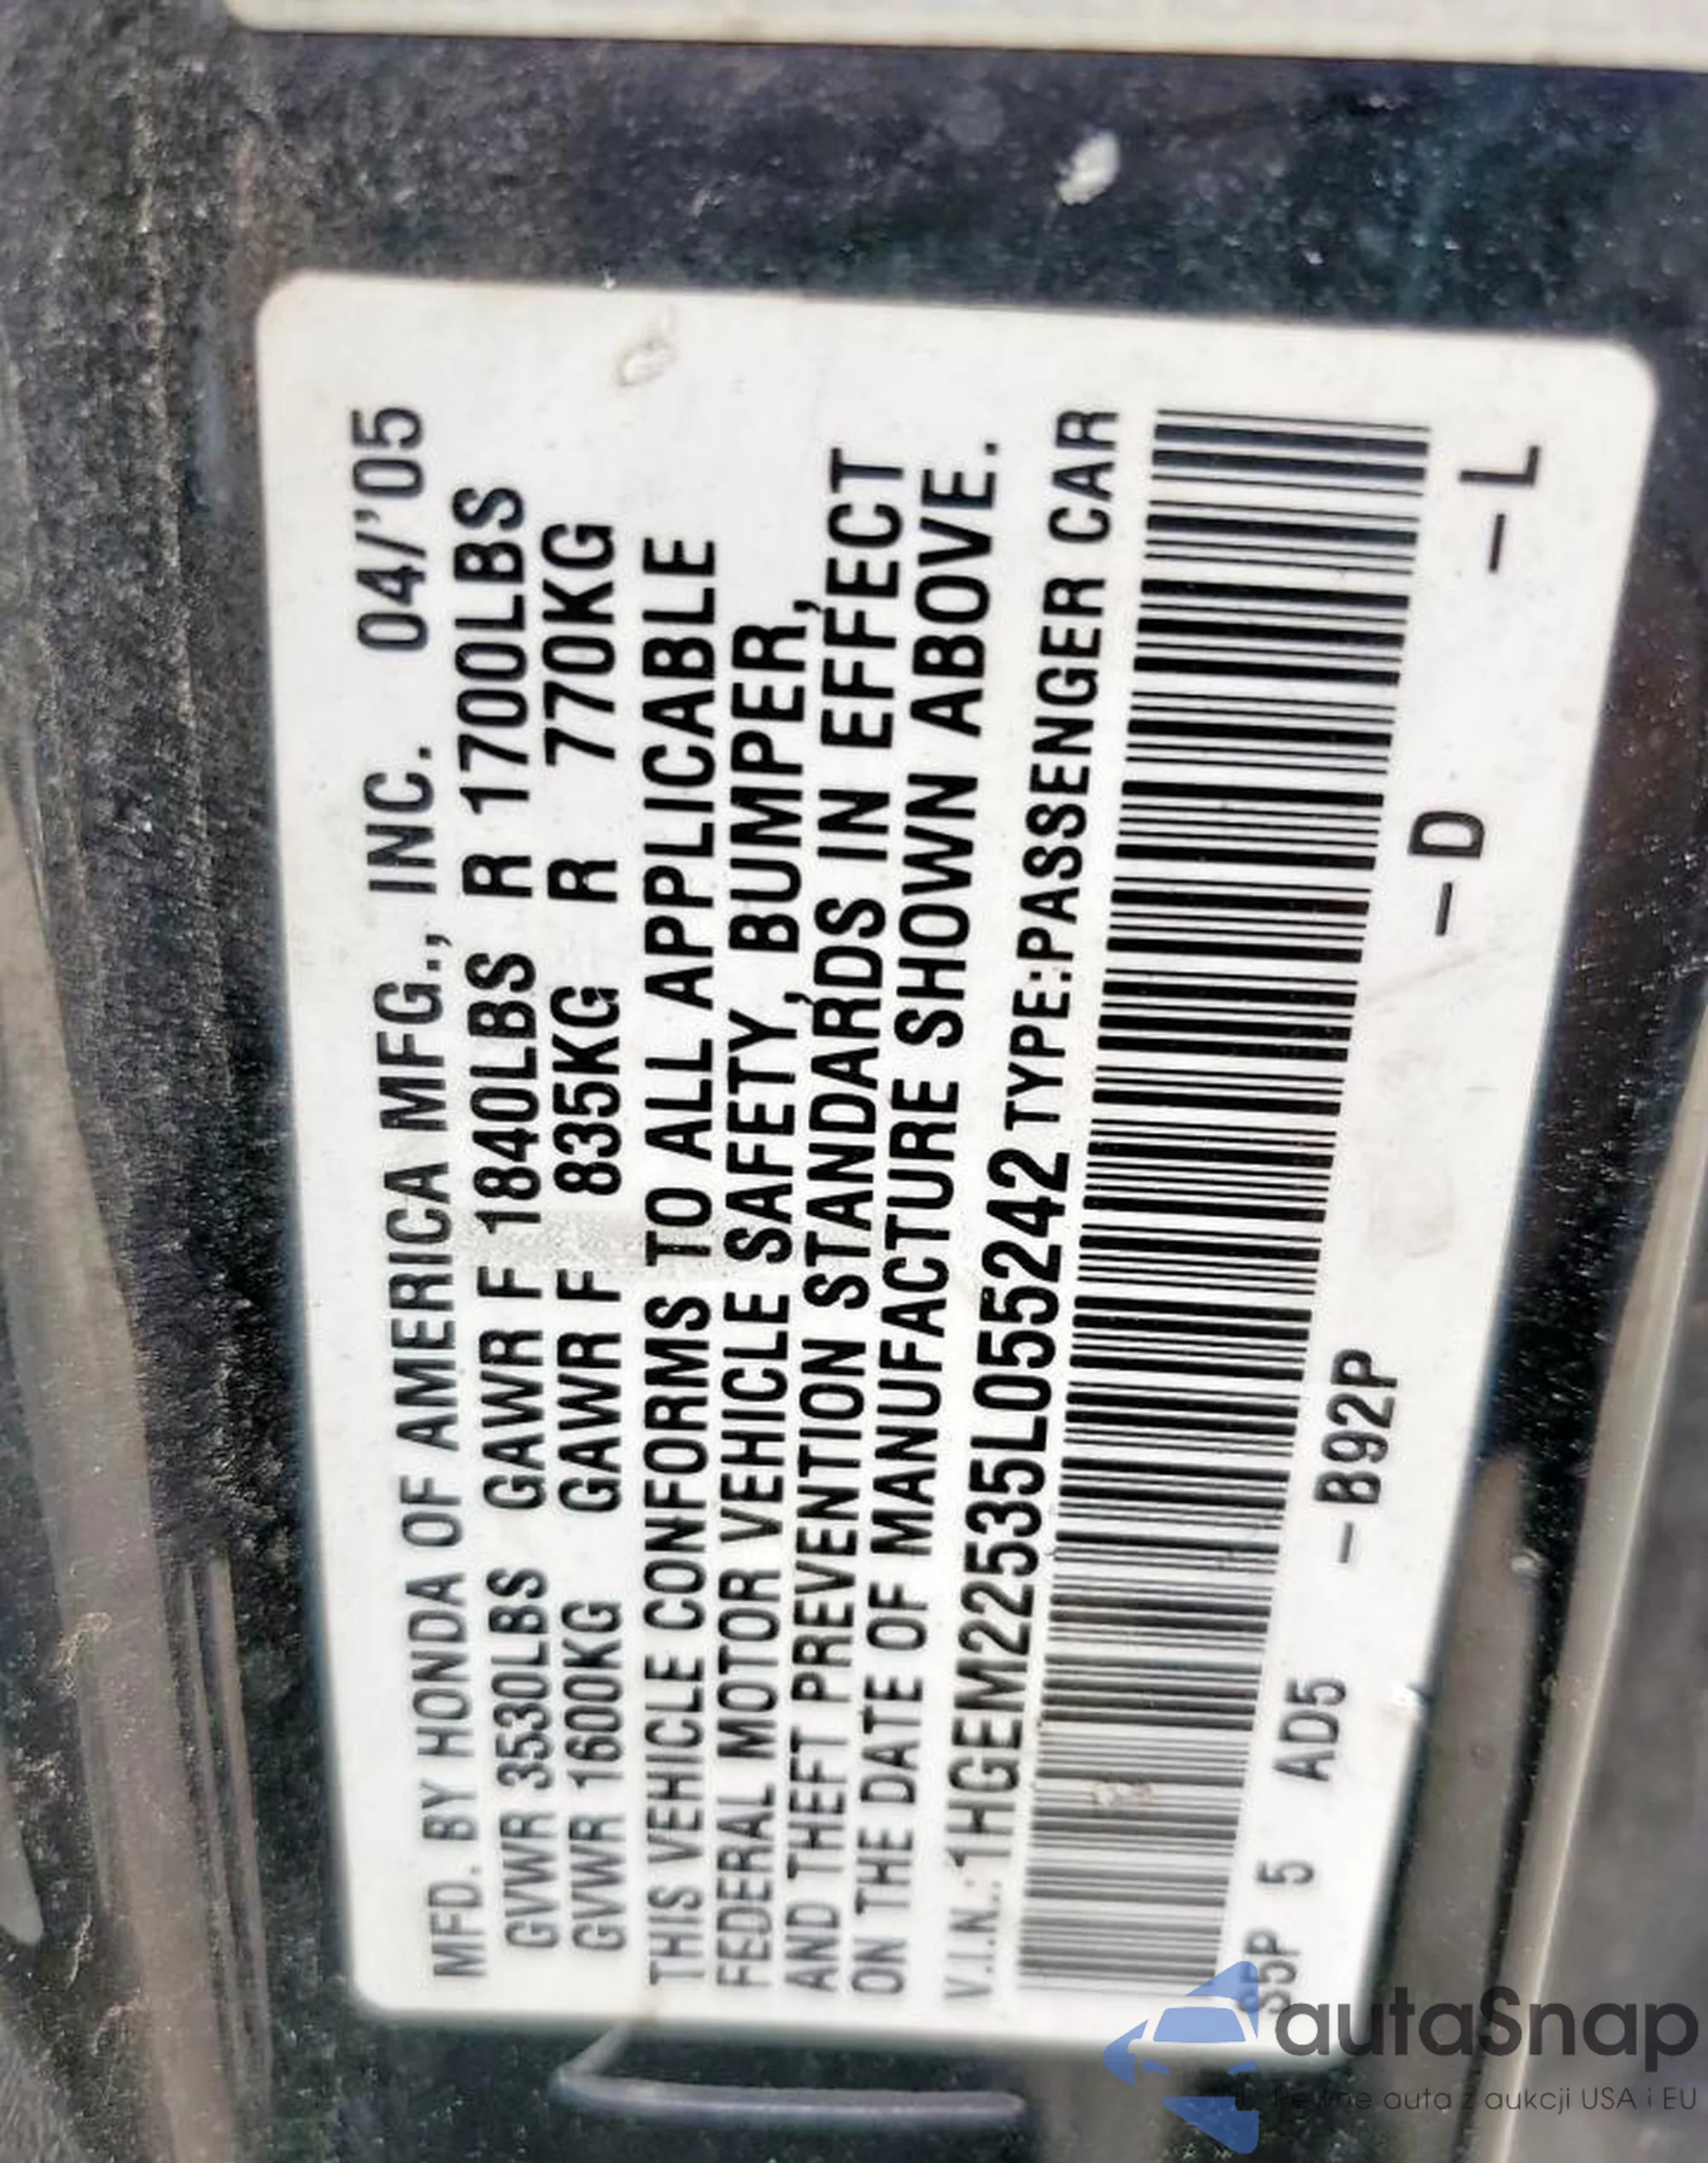 MFD. BY HONDA OF AMERICA MFG., INC. 04/'05
GVWR 3530LBS GAWR F 1840LBS R 1700LBS
GVWR 1600KG GAWR F 835KG R 770KG
THIS VEHICLE CONFORMS TO ALL APPLICABLE
FEDERAL MOTOR VEHICLE SAFETY, BUMPER,
AND THEFT PREVENTION STANDARDS IN EFFECT
ON THE DATE OF MANUFACTURE SHOWN ABOVE.
V.I.N.:1HGEM22535L055242 TYPE:PASSENGER CAR
S5P 5 AD5 – B92P – D – L
autaSnap
Pewne auta z aukcji USA i EU